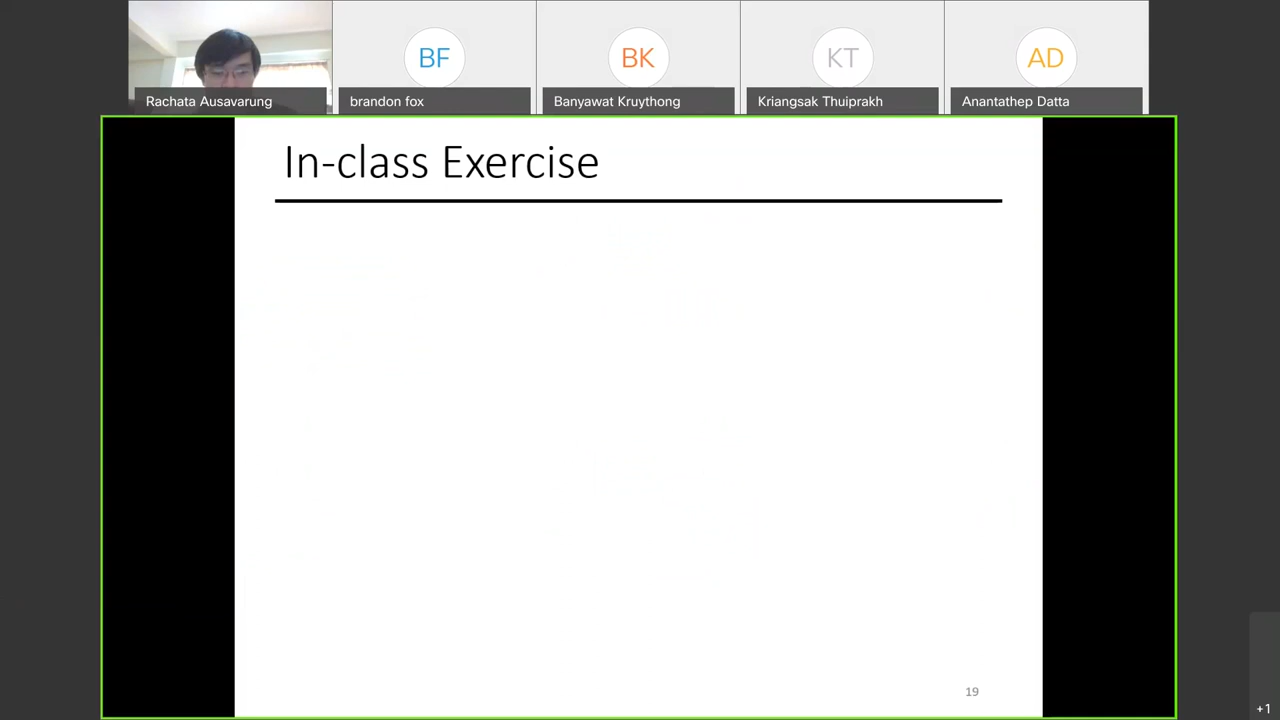 BF
BK
KT
AD
Rachata Ausavarung
brandon fox
Banyawat Kruythong
Kriangsak Thuiprakh
Anantathep Datta
In-class Exercise
19
+1